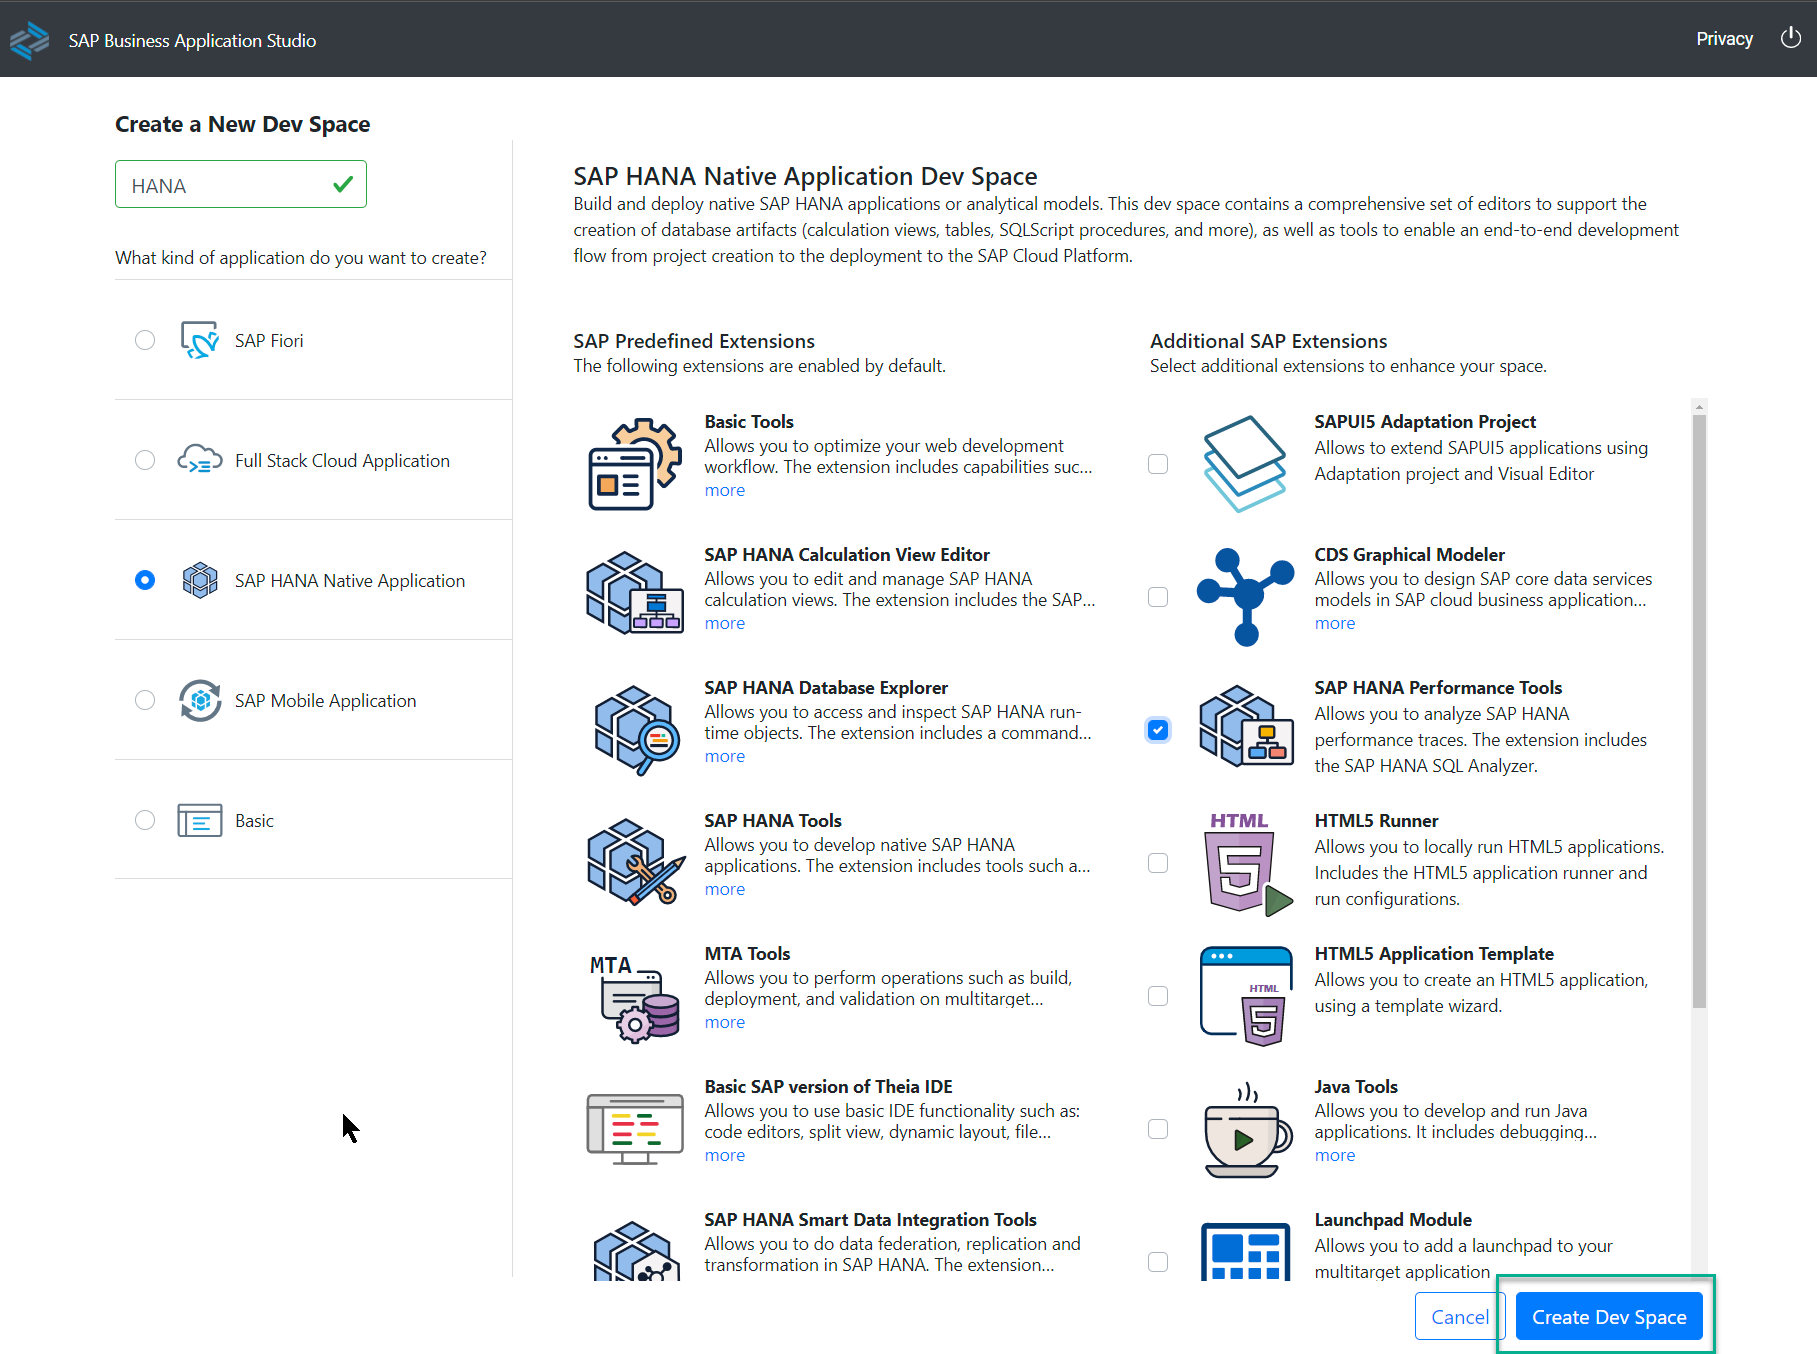 SAP Business Application Studio
Privacy
Create a New Dev Space
HANA
What kind of application do you want to create?
SAP Fiori
Full Stack Cloud Application
SAP HANA Native Application
SAP Mobile Application
Basic
SAP HANA Native Application Dev Space
Build and deploy native SAP HANA applications or analytical models. This dev space contains a comprehensive set of editors to support the
creation of database artifacts (calculation views, tables, SQLScript procedures, and more), as well as tools to enable an end-to-end development
flow from project creation to the deployment to the SAP Cloud Platform.
SAP Predefined Extensions
The following extensions are enabled by default.
Basic Tools
Allows you to optimize your web development
workflow. The extension includes capabilities suc...
more
SAP HANA Calculation View Editor
Allows you to edit and manage SAP HANA
calculation views. The extension includes the SAP...
more
SAP HANA Database Explorer
Allows you to access and inspect SAP HANA run-
time objects. The extension includes a command...
more
SAP HANA Tools
Allows you to develop native SAP HANA
applications. The extension includes tools such a...
more
MTA
MTA Tools
Allows you to perform operations such as build,
deployment, and validation on multitarget...
more
Basic SAP version of Theia IDE
Allows you to use basic IDE functionality such as:
code editors, split view, dynamic layout, file...
more
SAP HANA Smart Data Integration Tools
Allows you to do data federation, replication and
transformation in SAP HANA. The extension...
Additional SAP Extensions
Select additional extensions to enhance your space.
SAPUI5 Adaptation Project
Allows to extend SAPUI5 applications using
Adaptation project and Visual Editor
CDS Graphical Modeler
Allows you to design SAP core data services
models in SAP cloud business application...
more
SAP HANA Performance Tools
Allows you to analyze SAP HANA
performance traces. The extension includes
the SAP HANA SQL Analyzer.
HTML
5
HTML5 Runner
Allows you to locally run HTML5 applications.
Includes the HTML5 application runner and
run configurations.
HTML
5
HTML5 Application Template
Allows you to create an HTML5 application,
using a template wizard.
Java Tools
Allows you to develop and run Java
applications. It includes debugging...
more
Launchpad Module
Allows you to add a launchpad to your
multitarget application
Cancel
Create Dev Space